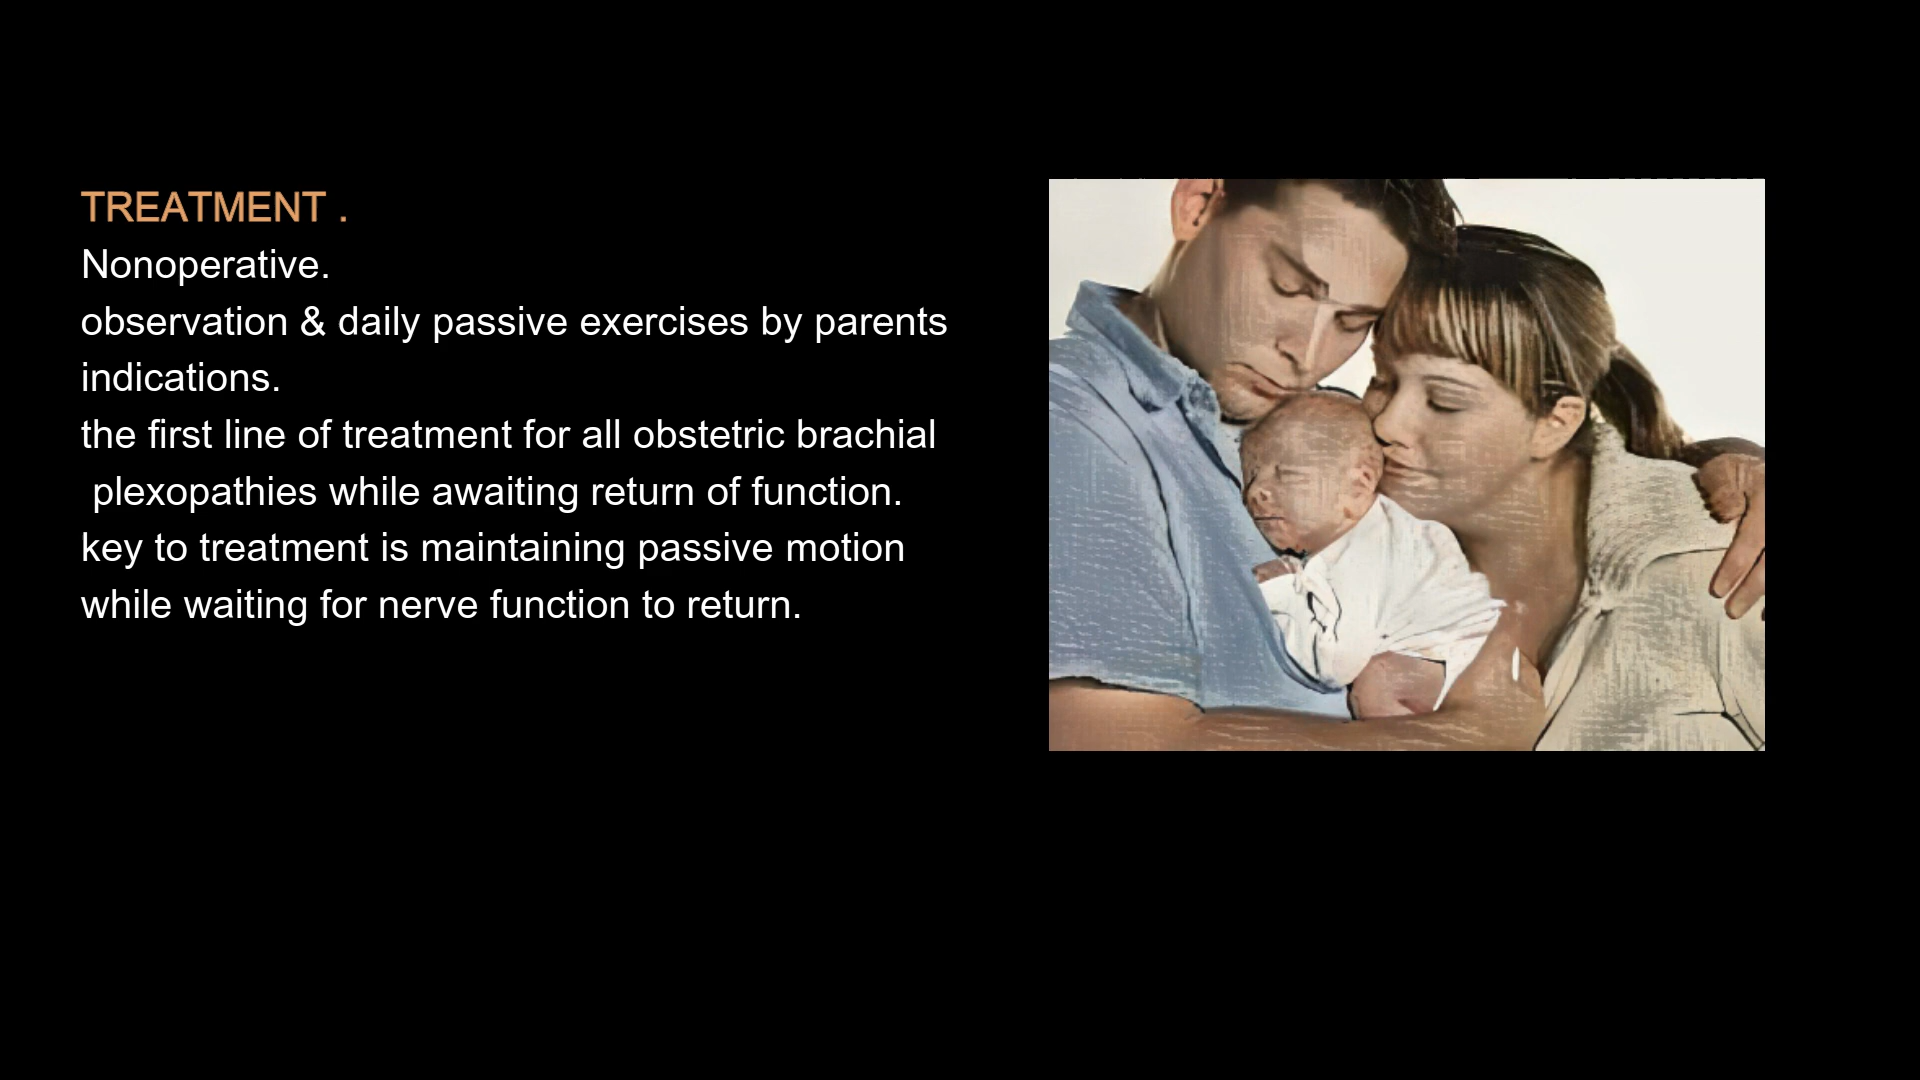 TREATMENT .
Nonoperative.
observation & daily passive exercises by parents
indications.
the first line of treatment for all obstetric brachial
plexopathies while awaiting return of function.
key to treatment is maintaining passive motion
while waiting for nerve function to return.